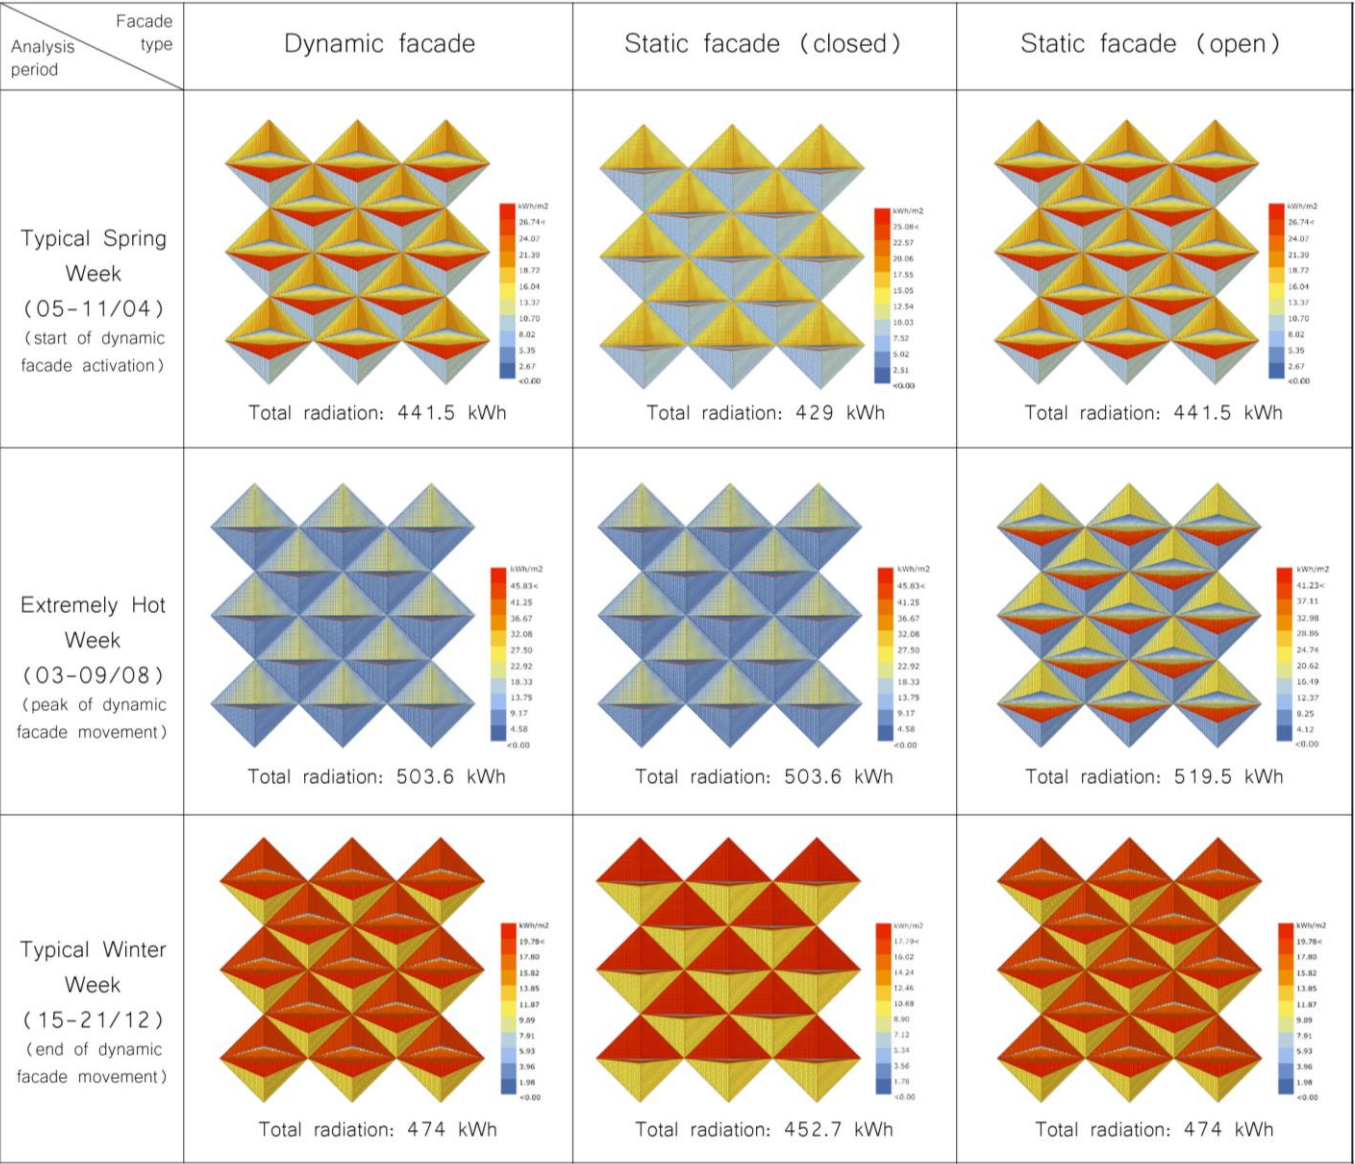 Facade
type
Analysis
period
Dynamic facade
Static facade (closed)
Static facade (open)
Typical Spring
Week
(05-11/04)
(start of dynamic
facade activation)
kWh/m2
26.74<
24.07
21.39
18.72
16.04
13.37
10.70
8.02
5.35
2.67
<0.00
Total radiation: 441.5 kWh
kWh/m2
25.08<
22.57
20.06
17.55
15.05
12.54
10.03
7.52
5.02
2.51
<0.00
Total radiation: 429 kWh
kWh/m2
26.74<
24.07
21.39
18.72
16.04
13.37
10.70
8.02
5.35
2.67
<0.00
Total radiation: 441.5 kWh
Extremely Hot
Week
(03-09/08)
(peak of dynamic
facade movement)
kWh/m2
45.83<
41.25
36.67
32.08
27.50
22.92
18.33
13.75
9.17
4.58
<0.00
Total radiation: 503.6 kWh
kWh/m2
45.83<
41.25
36.67
32.08
27.50
22.92
18.33
13.75
9.17
4.58
<0.00
Total radiation: 503.6 kWh
kWh/m2
41.23<
37.11
32.98
28.86
24.74
20.62
16.49
12.37
8.25
4.12
<0.00
Total radiation: 519.5 kWh
Typical Winter
Week
(15-21/12)
(end of dynamic
facade movement)
kWh/m2
19.78<
17.80
15.82
13.85
11.87
9.89
7.91
5.93
3.96
1.98
<0.00
Total radiation: 474 kWh
kWh/m2
17.79<
16.02
14.24
12.46
10.68
8.90
7.12
5.34
3.56
1.78
<0.00
Total radiation: 452.7 kWh
kWh/m2
19.78<
17.80
15.82
13.85
11.87
9.89
7.91
5.93
3.96
1.98
<0.00
Total radiation: 474 kWh